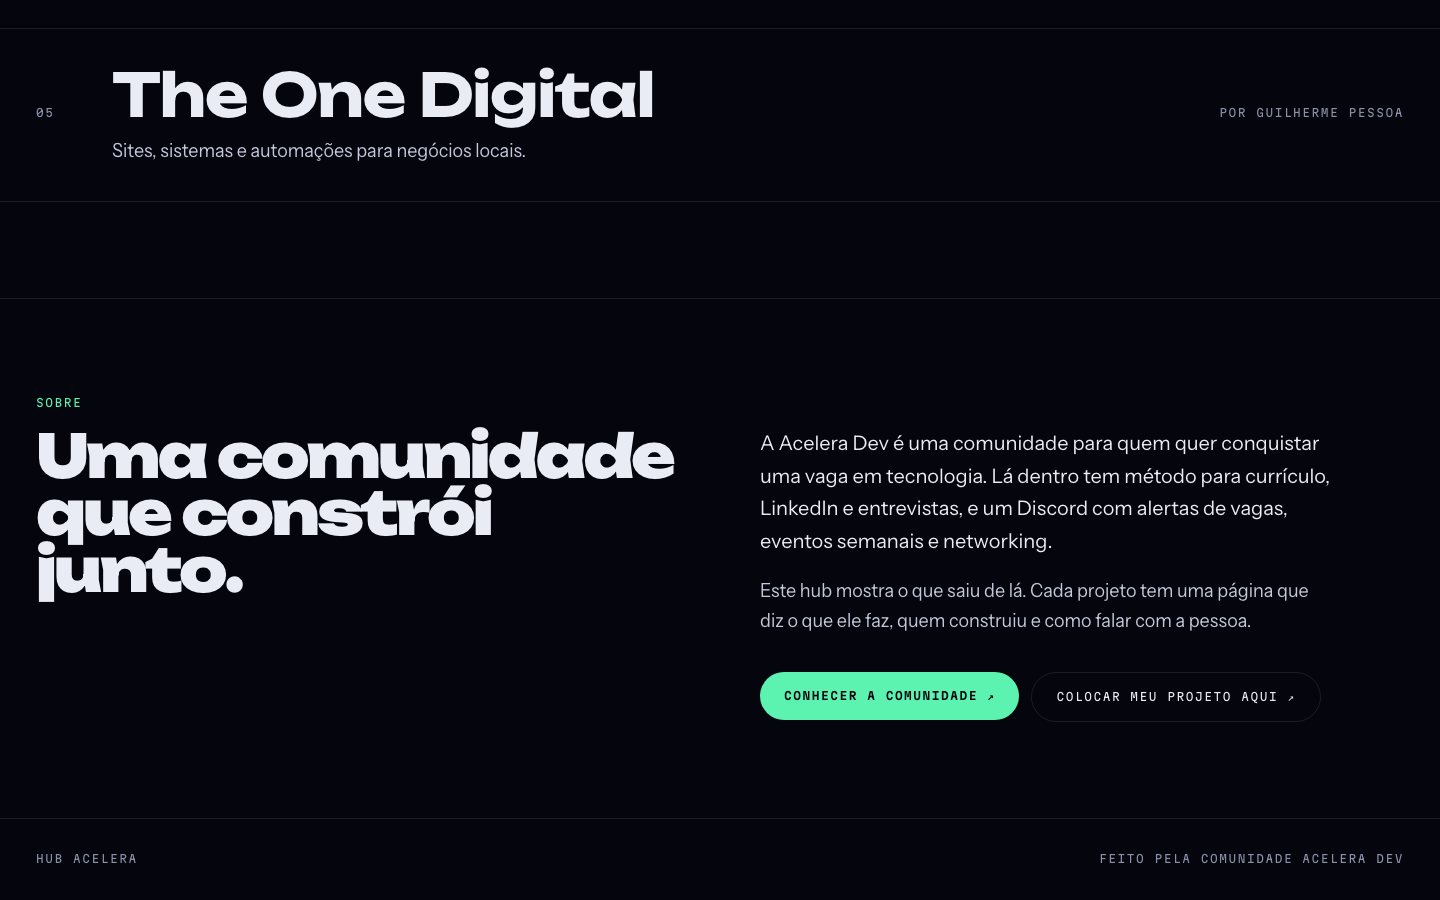 05
The One Digital
Sites, sistemas e automações para negócios locais.
POR GUILHERME PESSOA
SOBRE
Uma comunidade
que constrói
junto.
A Acelera Dev é uma comunidade para quem quer conquistar
uma vaga em tecnologia. Lá dentro tem método para currículo,
LinkedIn e entrevistas, e um Discord com alertas de vagas,
eventos semanais e networking.
Este hub mostra o que saiu de lá. Cada projeto tem uma página que
diz o que ele faz, quem construiu e como falar com a pessoa.
CONHECER A COMUNIDADE ↗
COLOCAR MEU PROJETO AQUI ↗
HUB ACELERA
FEITO PELA COMUNIDADE ACELERA DEV